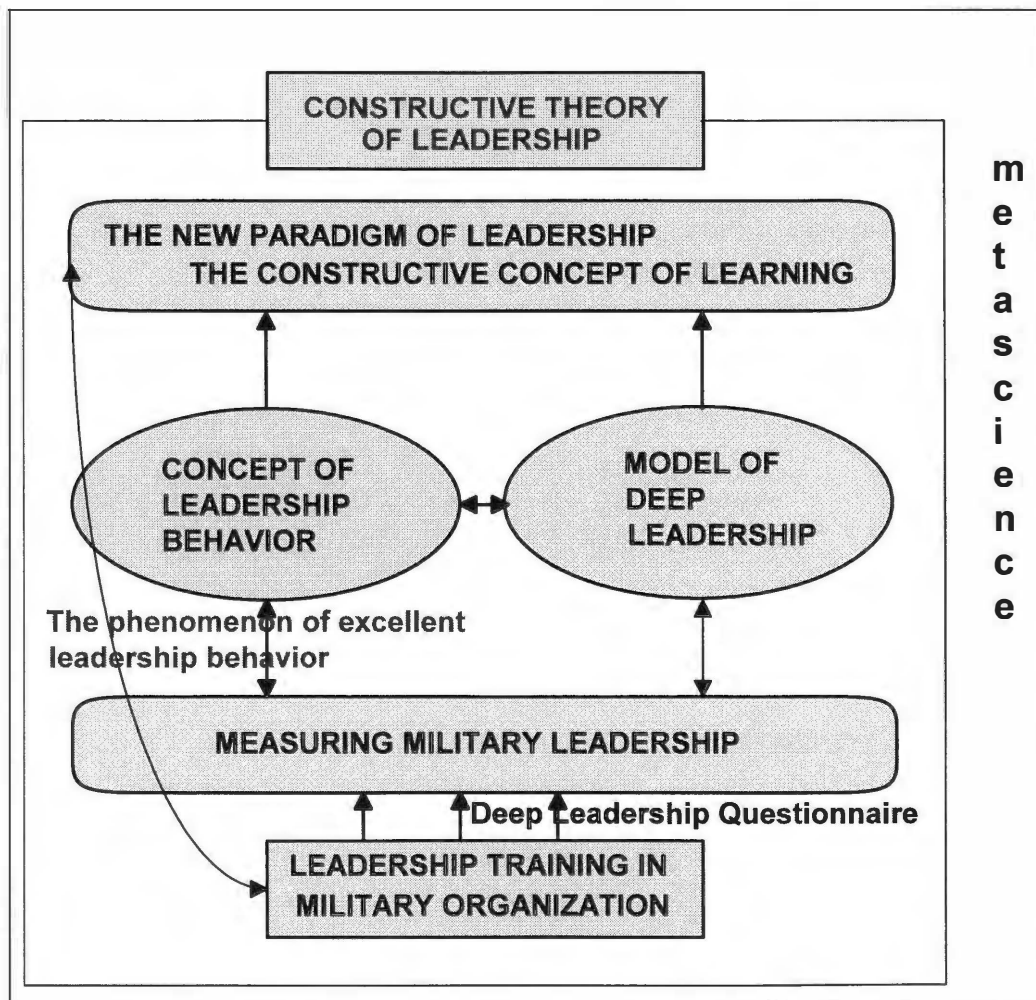 CONSTRUCTIVE THEORY
OF LEADERSHIP
THE NEW PARADIGM OF LEADERSHIP
THE CONSTRUCTIVE CONCEPT OF LEARNING
CONCEPT OF
LEADERSHIP
BEHAVIOR
MODEL OF
DEEP
LEADERSHIP
The phenomenon of excellent
leadership behavior
MEASURING MILITARY LEADERSHIP
Deep Leadership Questionnaire
LEADERSHIP TRAINING IN
MILITARY ORGANIZATION
m
e
t
a
s
c
i
e
n
c
e